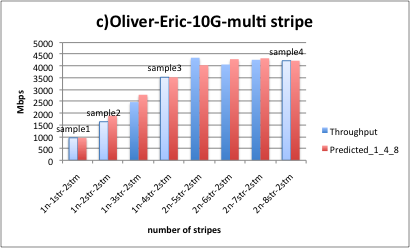 c)Oliver-Eric-10G-multi stripe
5000
4500
4000
3500
3000
2500
2000
1500
1000
500
0
Mbps
sample1
sample2
sample3
sample4
1n-1str-2stm
1n-2str-2stm
1n-3str-2stm
1n-4str-2stm
2n-5str-2stm
2n-6str-2stm
2n-7str-2stm
2n-8str-2stm
number of stripes
Throughput
Predicted_1_4_8